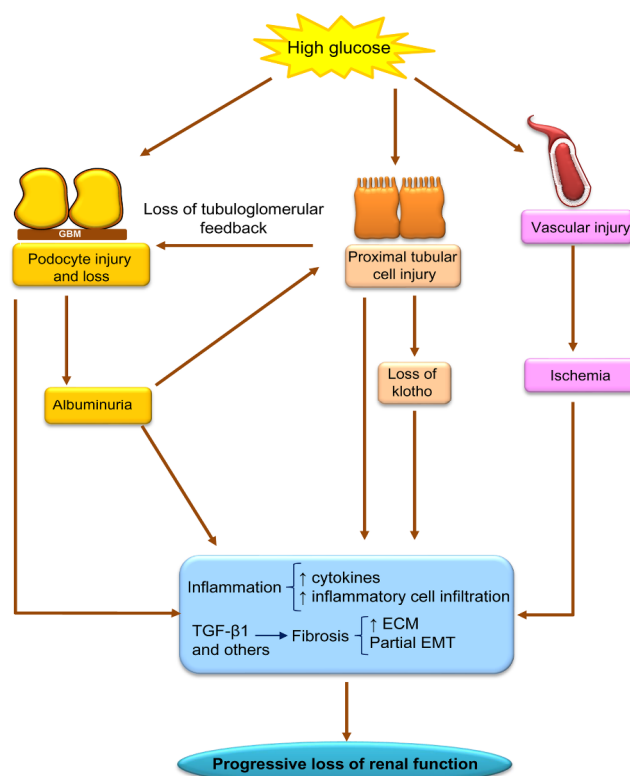 High glucose
GBM
Loss of tubuloglomerular
feedback
Podocyte injury
and loss
Proximal tubular
cell injury
Vascular injury
Albuminuria
Loss of
klotho
Ischemia
Inflammation
↑ cytokines
↑ inflammatory cell infiltration
TGF-β1
and others
Fibrosis
↑ ECM
Partial EMT
Progressive loss of renal function